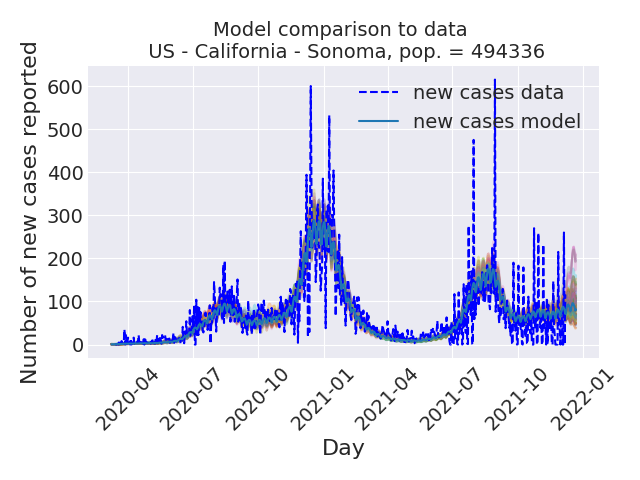 Model comparison to data
US - California - Sonoma, pop. = 494336
Number of new cases reported
600
500
400
300
200
100
0
new cases data
new cases model
2020-04
2020-07
2020-10
2021-01
2021-04
2021-07
2021-10
2022-01
Day